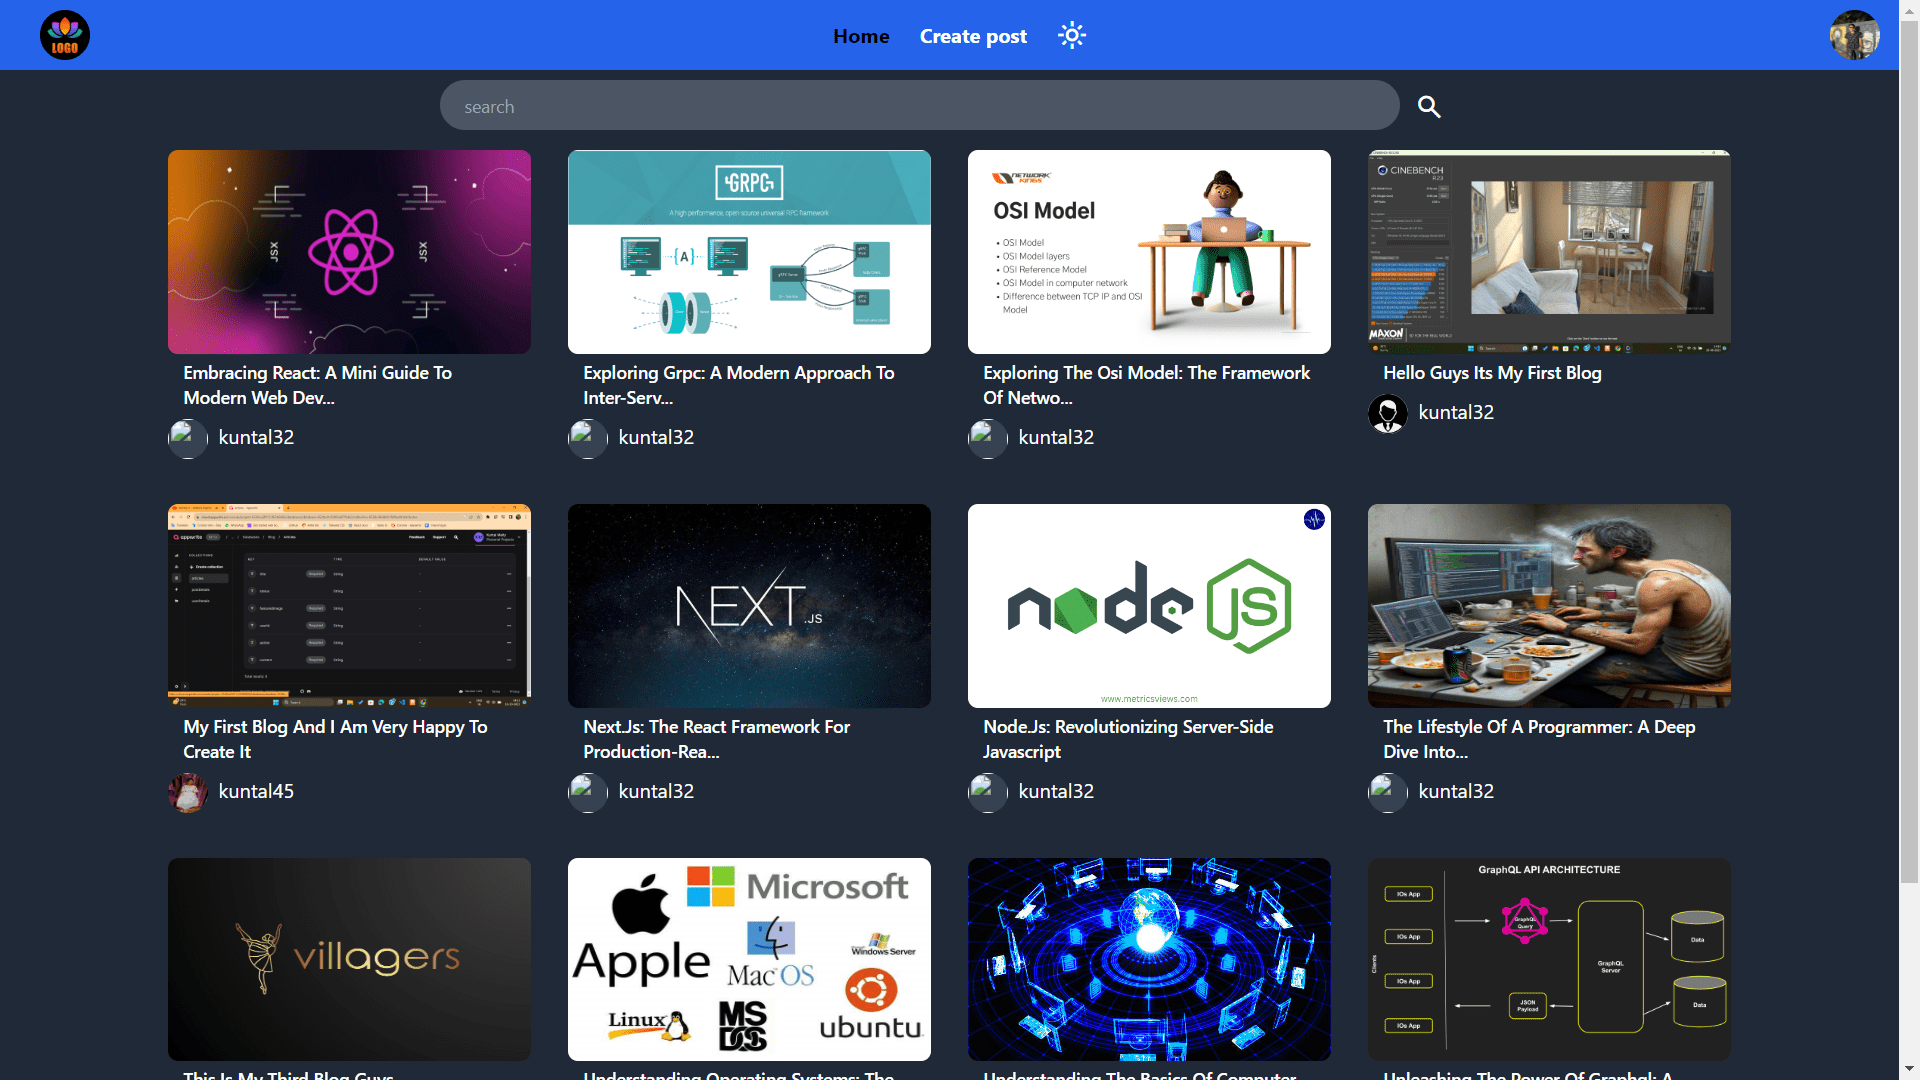 LOGO
Home
Create post
search
JSX
JSX
GRPC
A high performance, open-source universal RPC framework
{A}
NETWORK
KINGS
OSI Model
• OSI Model
• OSI Model layers
• OSI Reference Model
• OSI Model in computer network
• Difference between TCP IP and OSI
Model
CINEBENCH
MAXON
Embracing React: A Mini Guide To
Modern Web Dev...
kuntal32
Exploring Grpc: A Modern Approach To
Inter-Serv...
kuntal32
Exploring The Osi Model: The Framework
Of Netwo...
kuntal32
Hello Guys Its My First Blog
kuntal32
appwrite
NEXT.JS
node
JS
www.metricsviews.com
My First Blog And I Am Very Happy To
Create It
kuntal45
Next.Js: The React Framework For
Production-Rea...
kuntal32
Node.Js: Revolutionizing Server-Side
Javascript
kuntal32
The Lifestyle Of A Programmer: A Deep
Dive Into...
kuntal32
villagers
Apple
Microsoft
Mac OS
Windows Server
Linux
MS
DOS
ubuntu
GraphQL API ARCHITECTURE
Clients
IOs App
IOs App
IOs App
IOs App
GraphQL
Query
GraphQL
Server
JSON
Payload
Data
Data
This Is My Third Blog Guys
Understanding Operating Systems: The
Understanding The Basics Of Computer
Unleashing The Power Of Graphql: A